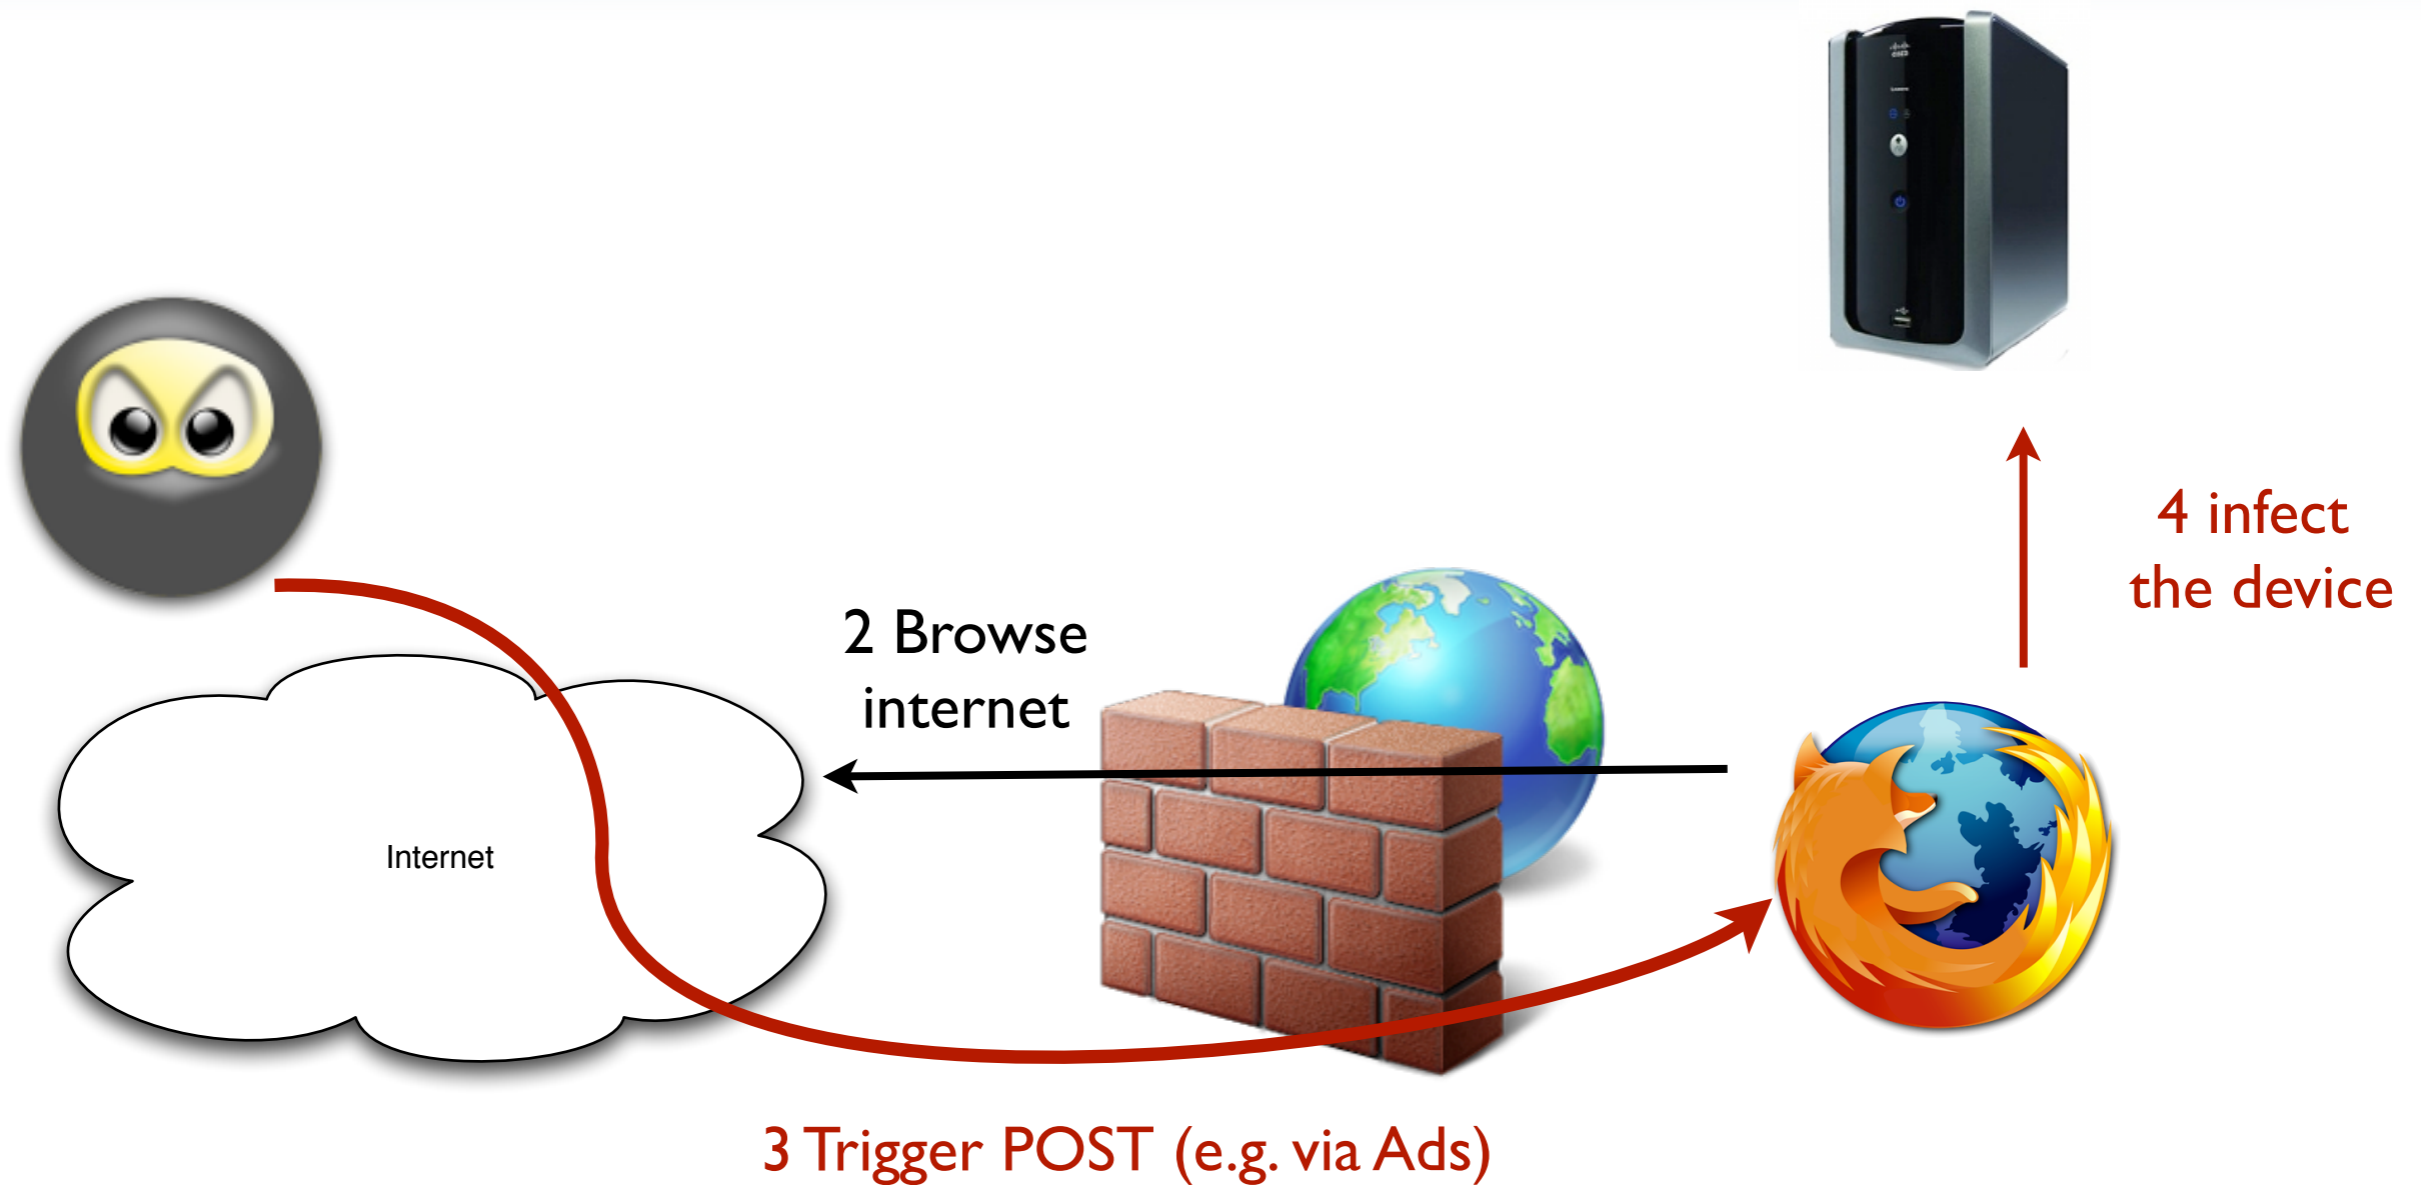 2 Browse
internet
Internet
4 infect
the device
3 Trigger POST (e.g. via Ads)